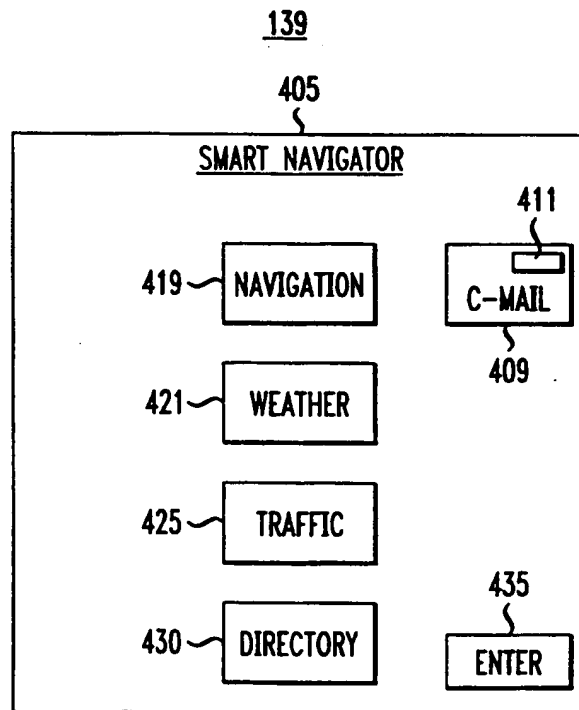 139
405
SMART NAVIGATOR
411
419 NAVIGATION C-MAIL
409
421 WEATHER
425 TRAFFIC
435
430 DIRECTORY ENTER